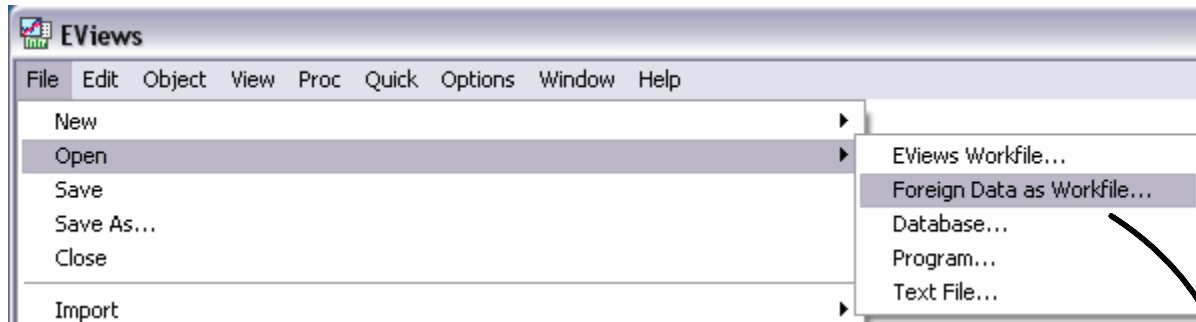 EViews
File Edit Object View Proc Quick Options Window Help
New
Open
Save
Save As...
Close
Import
EViews Workfile...
Foreign Data as Workfile...
Database...
Program...
Text File...